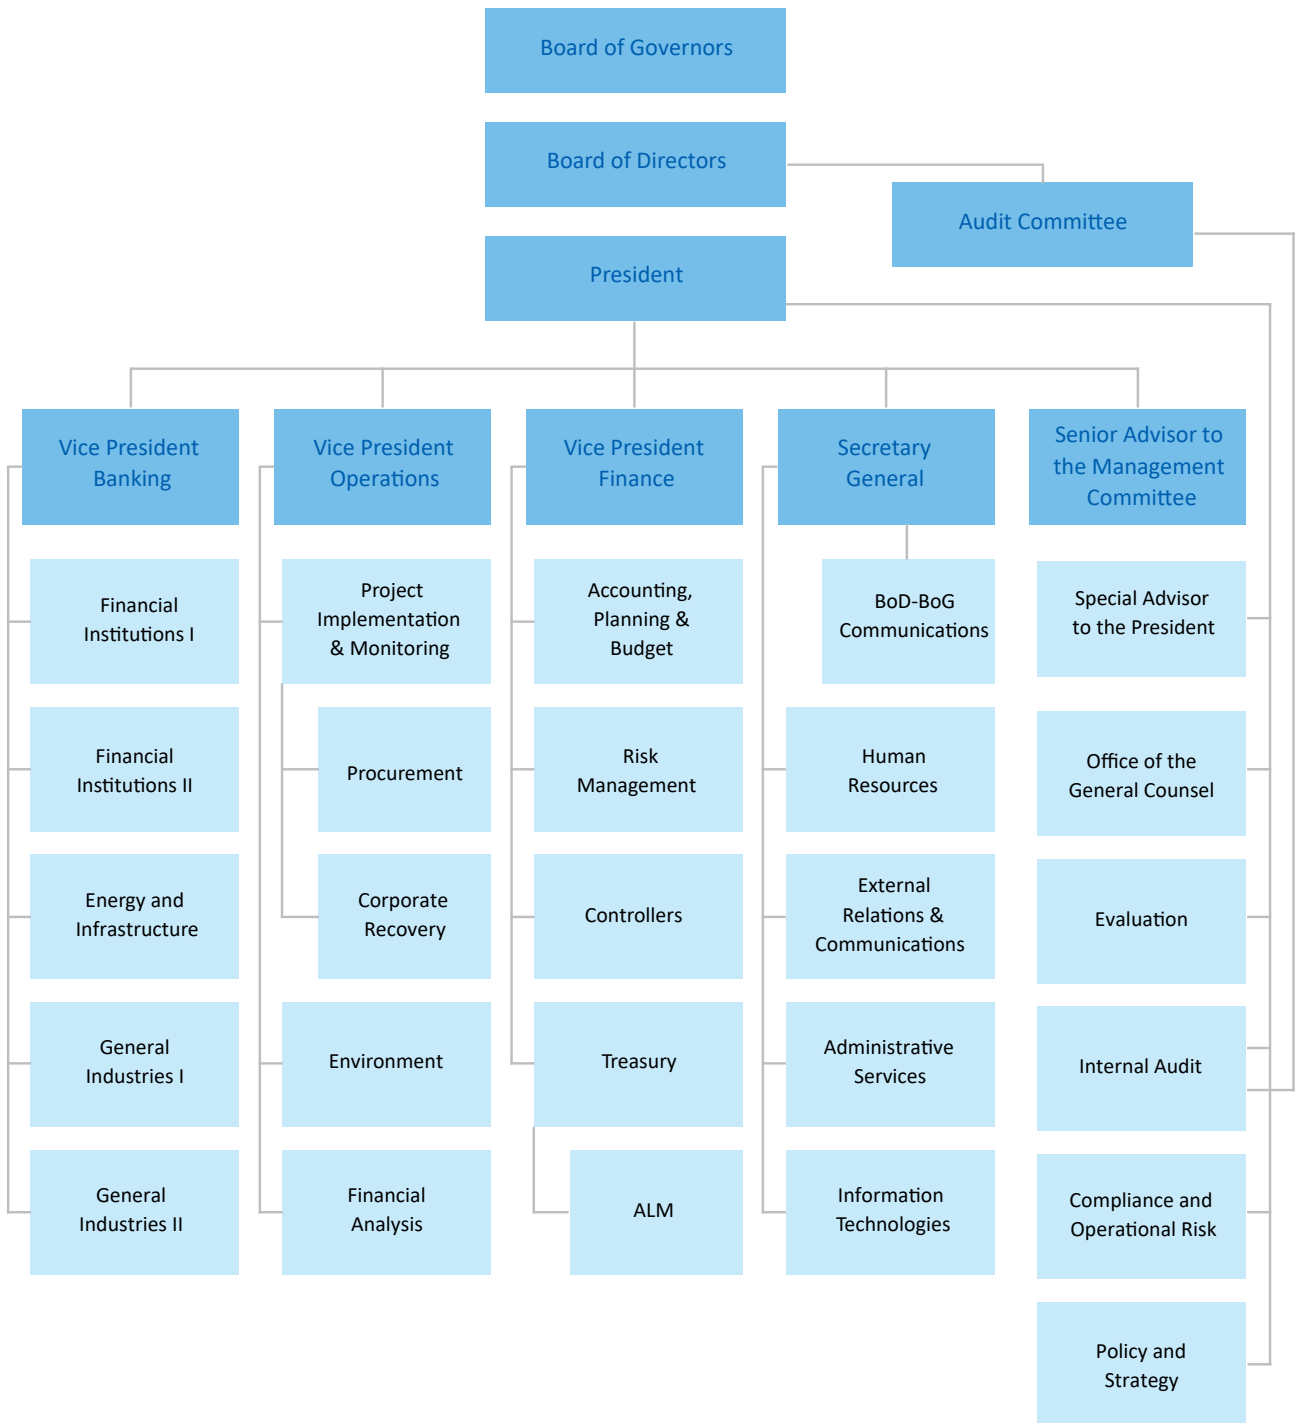 Board of Governors
Board of Directors
Audit Committee
President
Vice President
Banking
Vice President
Operations
Vice President
Finance
Secretary
General
Senior Advisor to
the Management
Committee
Financial
Institutions I
Project
Implementation
& Monitoring
Accounting,
Planning &
Budget
BoD-BoG
Communications
Special Advisor
to the President
Financial
Institutions II
Procurement
Risk
Management
Human
Resources
Office of the
General Counsel
Energy and
Infrastructure
Corporate
Recovery
Controllers
External
Relations &
Communications
Evaluation
General
Industries I
Environment
Treasury
Administrative
Services
Internal Audit
General
Industries II
Financial
Analysis
ALM
Information
Technologies
Compliance and
Operational Risk
Policy and
Strategy